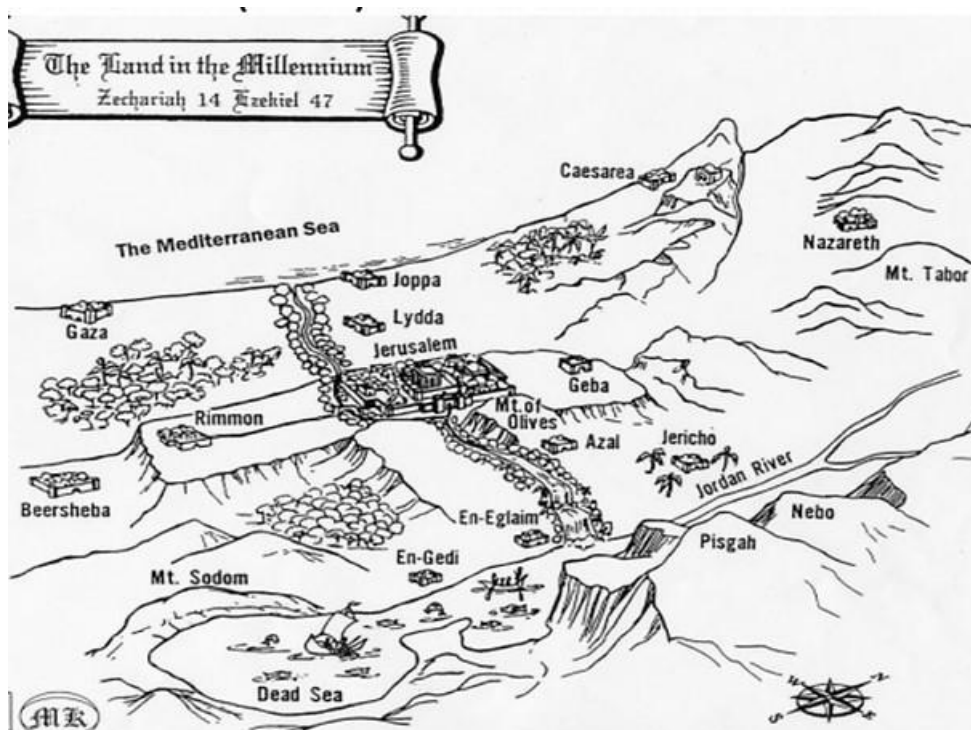 The Land in the Millennium
Zechariah 14 Ezekiel 47
Caesarea
Nazareth
The Mediterranean Sea
Mt. Tabor
Joppa
Gaza
Lydda
Jerusalem
Geba
Mt. of
Olives
Rimmon
Azal
Jericho
Jordan River
Beersheba
En-Eglaim
Nebo
Pisgah
En-Gedi
Mt. Sodom
Dead Sea
W
N
S
E
MK